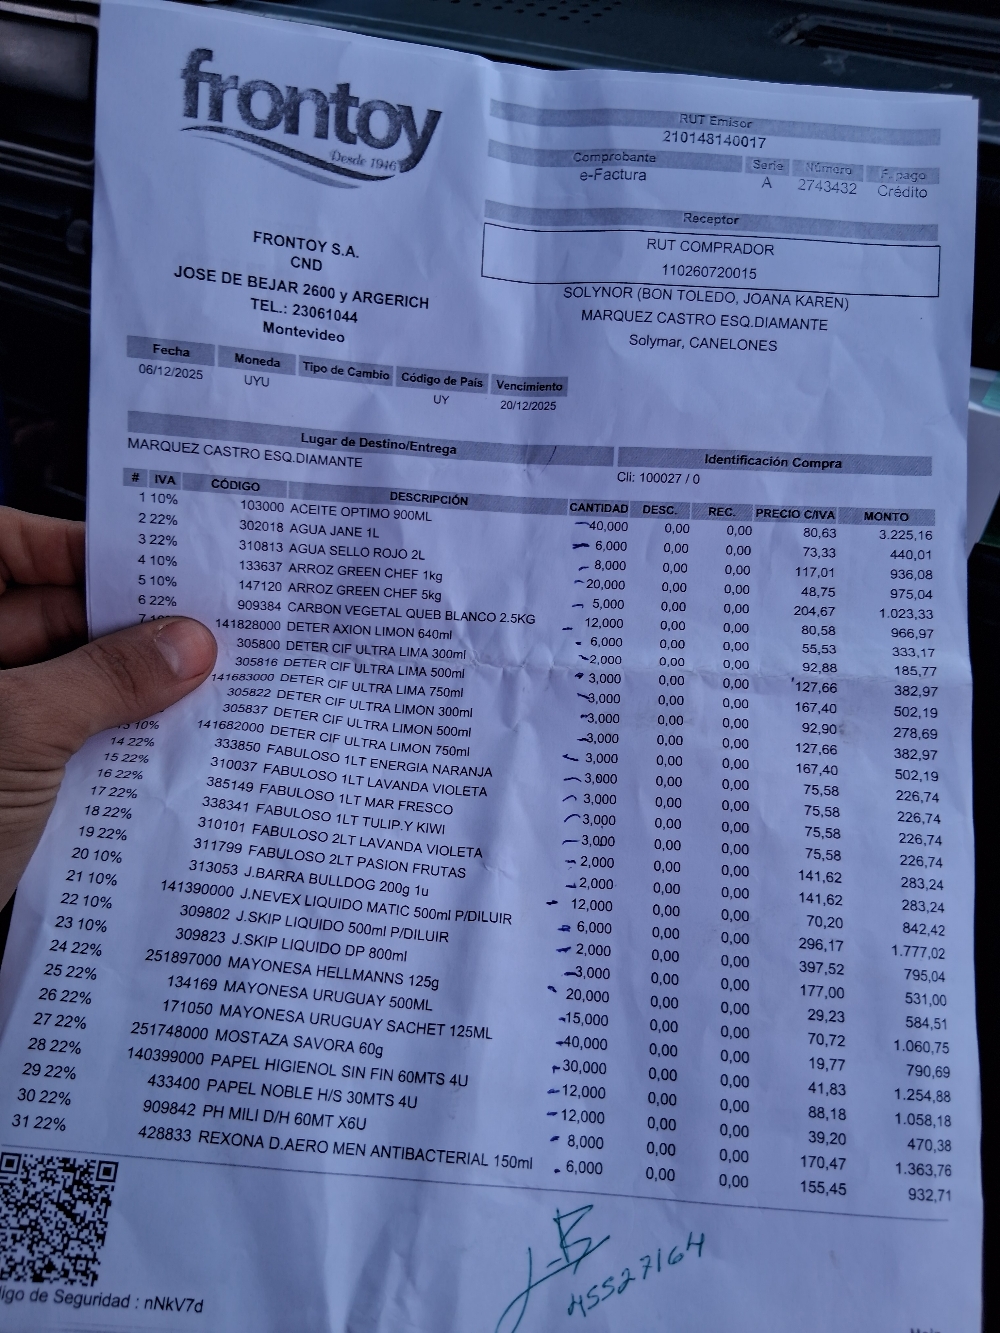 frontoy
Desde 1946
FRONTOY S.A.
CND
JOSE DE BEJAR 2600 y ARGERICH
TEL.: 23061044
Montevideo
RUT Emisor
210148140017
Comprobante Serie Número F. pago
e-Factura A 2743432 Crédito
Receptor
RUT COMPRADOR
110260720015
SOLYNOR (BON TOLEDO, JOANA KAREN)
MARQUEZ CASTRO ESQ.DIAMANTE
Solymar, CANELONES
Fecha Moneda Tipo de Cambio Código de País Vencimiento
06/12/2025 UYU UY 20/12/2025
Lugar de Destino/Entrega Identificación Compra
MARQUEZ CASTRO ESQ.DIAMANTE Cli: 100027 / 0
# IVA CÓDIGO DESCRIPCIÓN CANTIDAD DESC. REC. PRECIO C/IVA MONTO
1 10% 103000 ACEITE OPTIMO 900ML 40,000 0,00 0,00 80,63 3.225,16
2 22% 302018 AGUA JANE 1L 6,000 0,00 0,00 73,33 440,01
3 22% 310813 AGUA SELLO ROJO 2L 8,000 0,00 0,00 117,01 936,08
4 10% 133637 ARROZ GREEN CHEF 1kg 20,000 0,00 0,00 48,75 975,04
5 10% 147120 ARROZ GREEN CHEF 5kg 5,000 0,00 0,00 204,67 1.023,33
6 22% 909384 CARBON VEGETAL QUEB BLANCO 2.5KG 12,000 0,00 0,00 80,58 966,97
141828000 DETER AXION LIMON 640ml 6,000 0,00 0,00 55,53 333,17
305800 DETER CIF ULTRA LIMA 300ml 2,000 0,00 0,00 92,88 185,77
305816 DETER CIF ULTRA LIMA 500ml 3,000 0,00 0,00 127,66 382,97
141683000 DETER CIF ULTRA LIMA 750ml 3,000 0,00 0,00 167,40 502,19
305822 DETER CIF ULTRA LIMON 300ml 3,000 0,00 0,00 92,90 278,69
305837 DETER CIF ULTRA LIMON 500ml 3,000 0,00 0,00 127,66 382,97
13 10% 141682000 DETER CIF ULTRA LIMON 750ml 3,000 0,00 0,00 167,40 502,19
14 22% 333850 FABULOSO 1LT ENERGIA NARANJA 3,000 0,00 0,00 75,58 226,74
15 22% 310037 FABULOSO 1LT LAVANDA VIOLETA 3,000 0,00 0,00 75,58 226,74
16 22% 385149 FABULOSO 1LT MAR FRESCO 3,000 0,00 0,00 75,58 226,74
17 22% 338341 FABULOSO 1LT TULIP.Y KIWI 3,000 0,00 0,00 75,58 226,74
18 22% 310101 FABULOSO 2LT LAVANDA VIOLETA 2,000 0,00 0,00 141,62 283,24
19 22% 311799 FABULOSO 2LT PASION FRUTAS 2,000 0,00 0,00 141,62 283,24
20 10% 313053 J.BARRA BULLDOG 200g 1u 12,000 0,00 0,00 70,20 842,42
21 10% 141390000 J.NEVEX LIQUIDO MATIC 500ml P/DILUIR 6,000 0,00 0,00 296,17 1.777,02
22 10% 309802 J.SKIP LIQUIDO 500ml P/DILUIR 2,000 0,00 0,00 397,52 795,04
23 10% 309823 J.SKIP LIQUIDO DP 800ml 3,000 0,00 0,00 177,00 531,00
24 22% 251897000 MAYONESA HELLMANNS 125g 20,000 0,00 0,00 29,23 584,51
25 22% 134169 MAYONESA URUGUAY 500ML 15,000 0,00 0,00 70,72 1.060,75
26 22% 171050 MAYONESA URUGUAY SACHET 125ML 40,000 0,00 0,00 19,77 790,69
27 22% 251748000 MOSTAZA SAVORA 60g 30,000 0,00 0,00 41,83 1.254,88
28 22% 140399000 PAPEL HIGIENOL SIN FIN 60MTS 4U 12,000 0,00 0,00 88,18 1.058,18
29 22% 433400 PAPEL NOBLE H/S 30MTS 4U 12,000 0,00 0,00 39,20 470,38
30 22% 909842 PH MILI D/H 60MT X6U 8,000 0,00 0,00 170,47 1.363,76
31 22% 428833 REXONA D.AERO MEN ANTIBACTERIAL 150ml 6,000 0,00 0,00 155,45 932,71
45527164
digo de Seguridad : nNkV7d